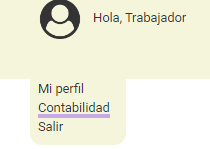 Hola, Trabajador
Mi perfil
Contabilidad
Salir